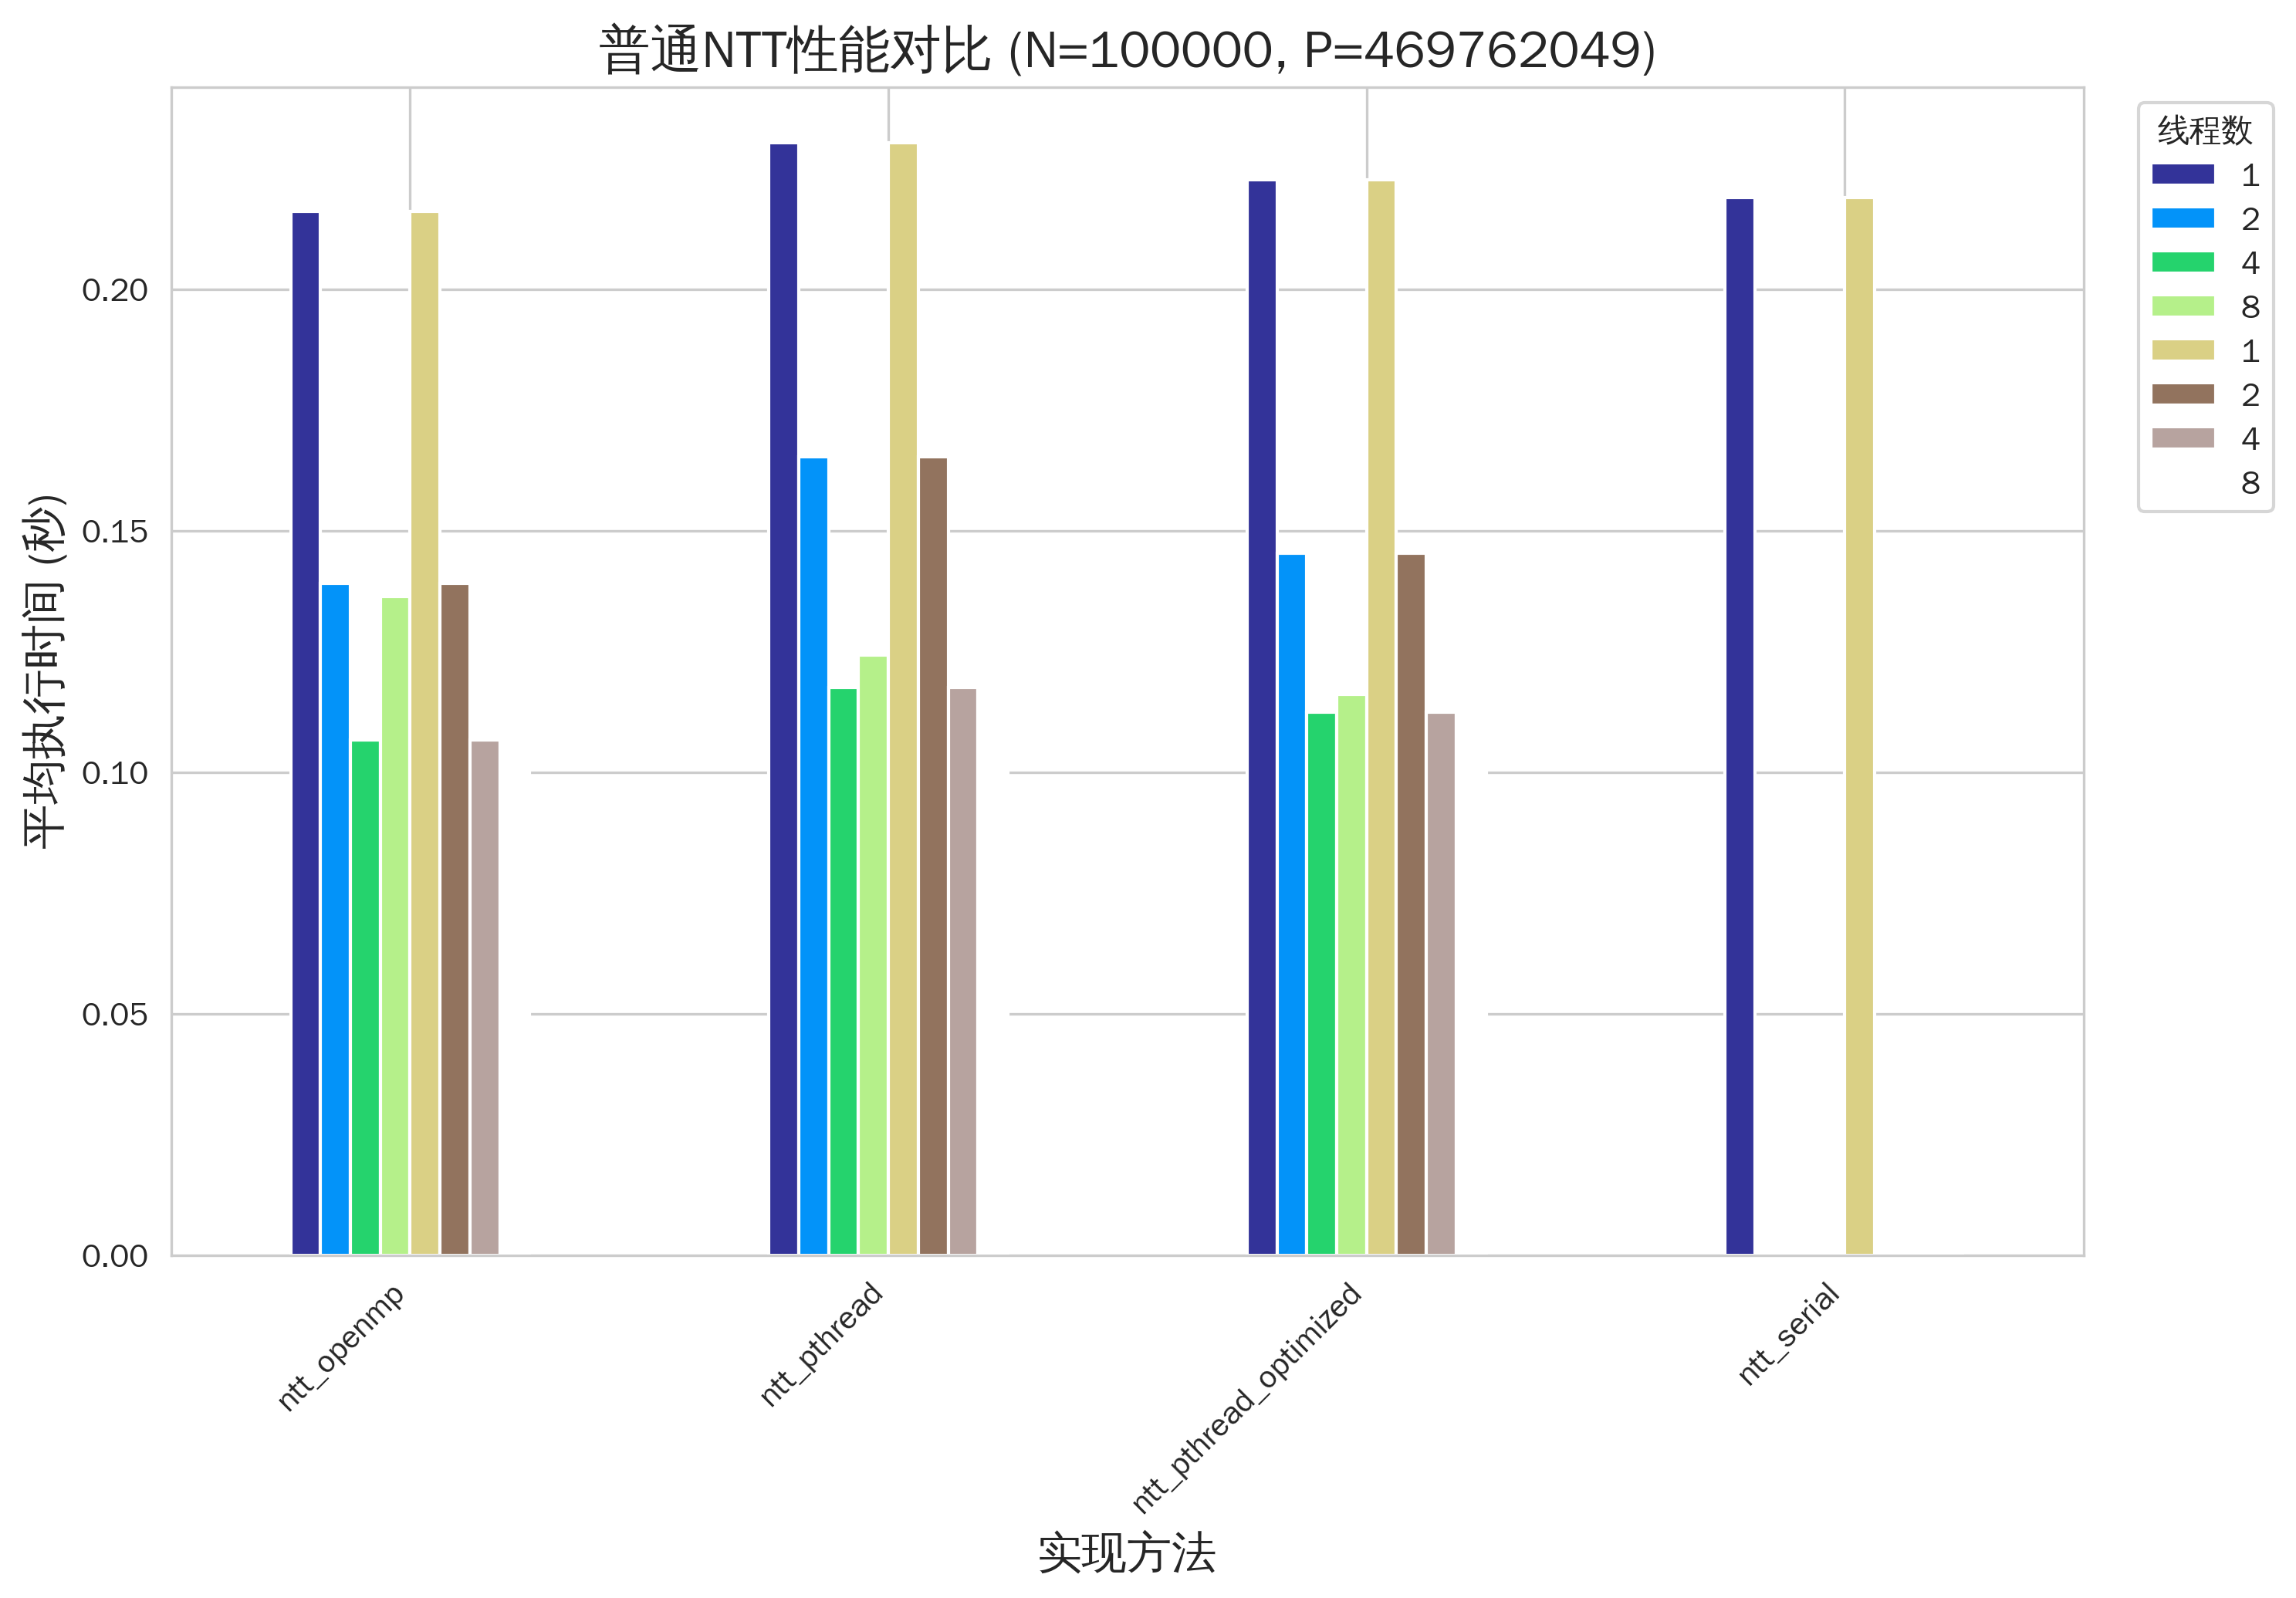 普通NTT性能对比 (N=100000, P=469762049)
线程数
1
2
4
8
1
2
4
8
平均执行时间 (秒)
0.20
0.15
0.10
0.05
0.00
ntt_openmp
ntt_pthread
ntt_pthread_optimized
ntt_serial
实现方法